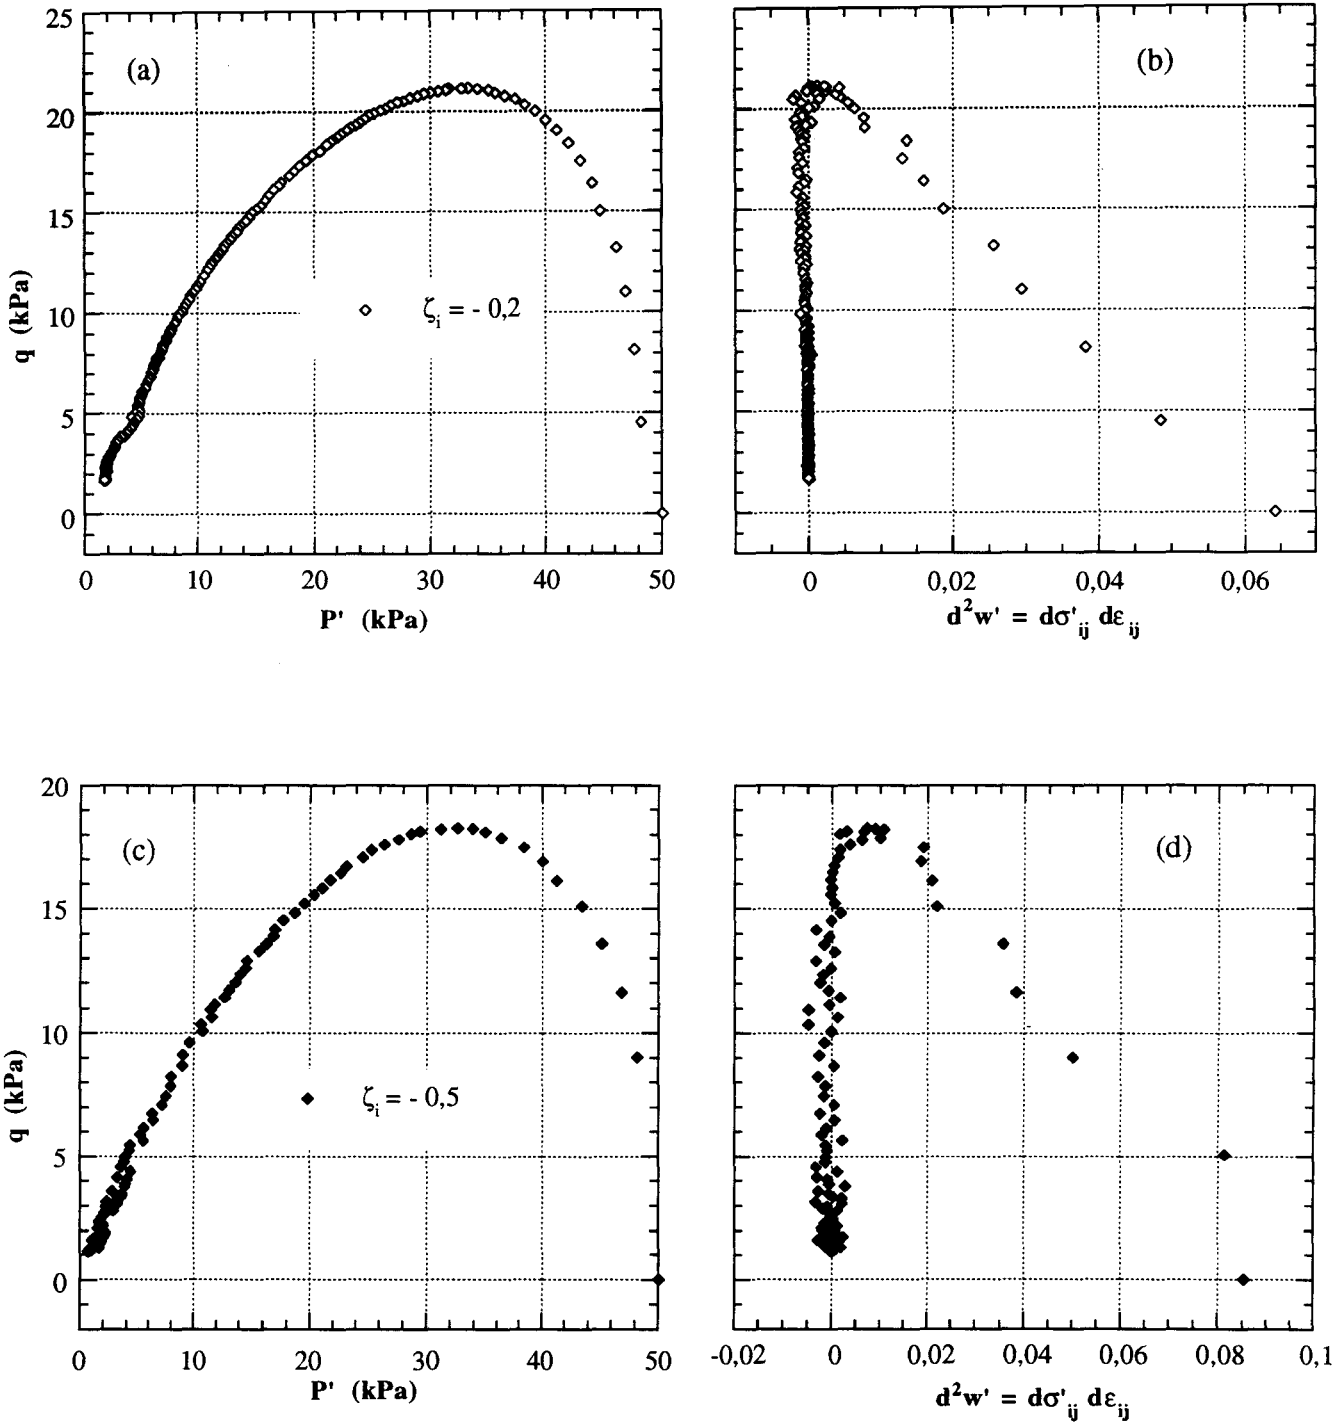 25
20
15
10
5
0
q (kPa)
(a)
ζi = - 0,2
0 10 20 30 40 50
P' (kPa)
(b)
0 0,02 0,04 0,06
d²w' = dσ'ij dεij
20
15
10
5
0
q (kPa)
(c)
ζi = - 0,5
0 10 20 30 40 50
P' (kPa)
(d)
-0,02 0 0,02 0,04 0,06 0,08 0,1
d²w' = dσ'ij dεij